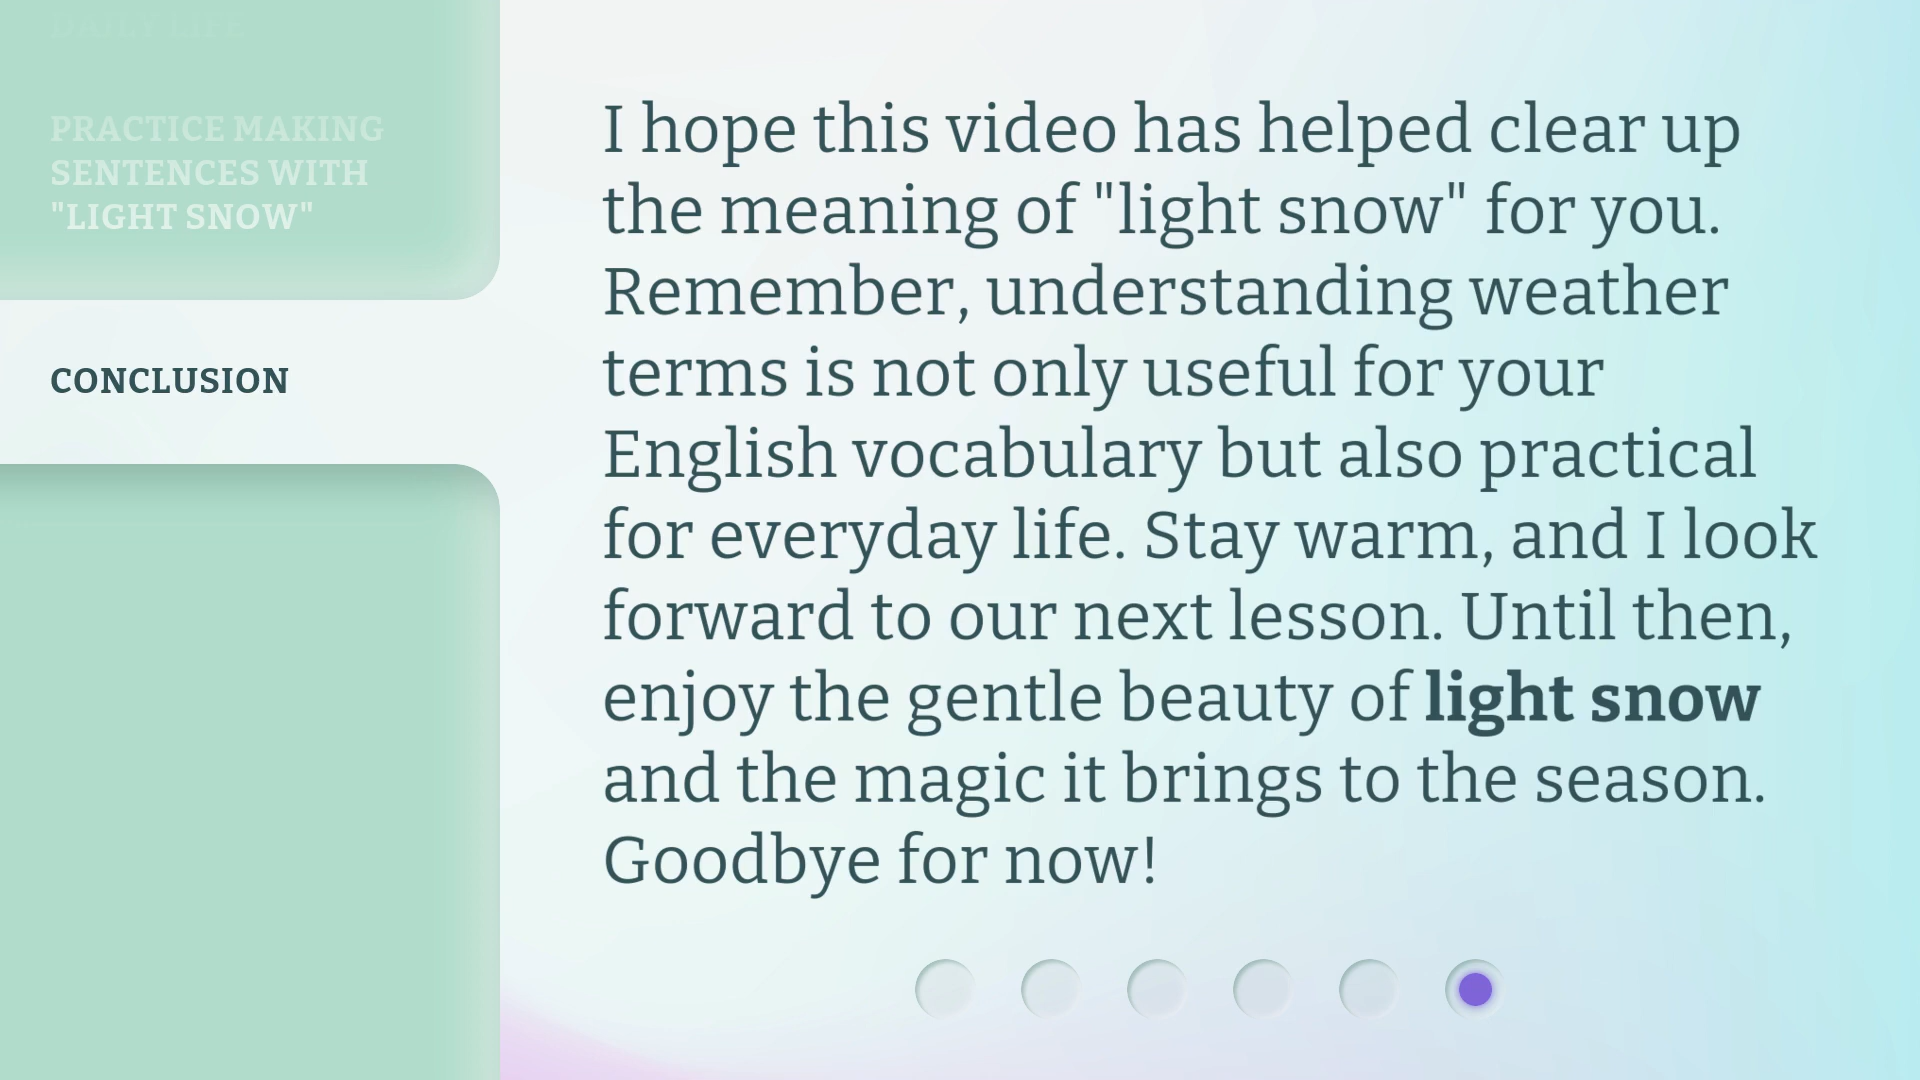 DAILY LIFE
PRACTICE MAKING
SENTENCES WITH
"LIGHT SNOW"
CONCLUSION
I hope this video has helped clear up
the meaning of "light snow" for you.
Remember, understanding weather
terms is not only useful for your
English vocabulary but also practical
for everyday life. Stay warm, and I look
forward to our next lesson. Until then,
enjoy the gentle beauty of light snow
and the magic it brings to the season.
Goodbye for now!